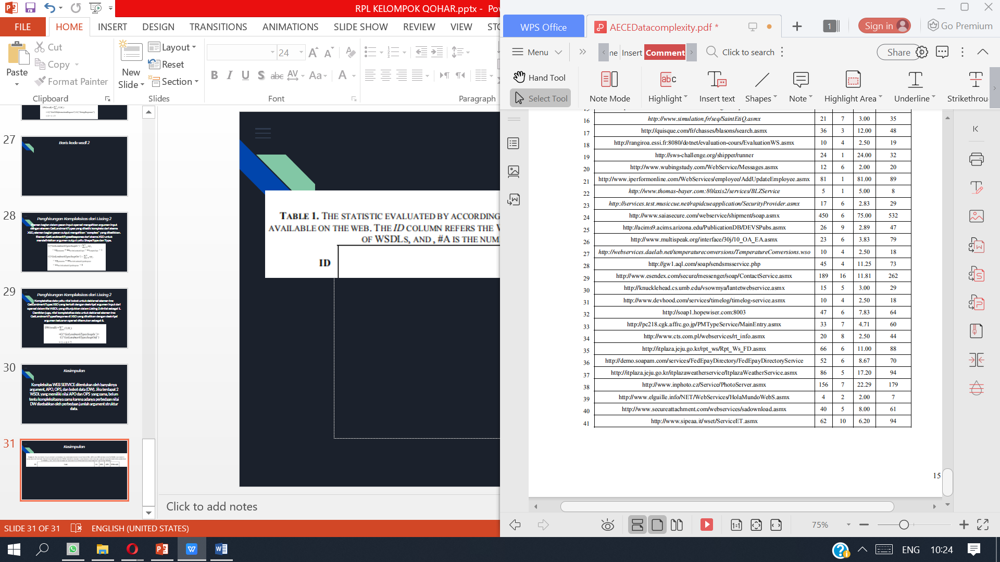 RPL KELOMPOK QOHAR.pptx - Po
FILE
HOME
INSERT
DESIGN
TRANSITIONS
ANIMATIONS
SLIDE SHOW
REVIEW
VIEW
Paste
Cut
Copy
Format Painter
Clipboard
New
Slide
Layout
Reset
Section
Slides
24
B I U S abc AV Aa A
Font
Paragraph
27
Baris kode wsdl 2
28
Penghitungan Kompleksitas dari Listing 2
29
Penghitungan Kompleksitas dari Listing 2
30
Kesimpulan
Kompleksitas WEB SERVICE ditentukan oleh banyaknya
argument, APO, OPS, dan bobot data (DW). Jika terdapat 2
WSDL yang memiliki nilai APO dan OPS yang sama, belum
tentu kompleksitasnya sama karena adanya perbedaan nilai
DW disebabkan oleh perbedaan jumlah argument struktur
data.
31
Kesimpulan
TABLE 1. THE STATISTIC EVALUATED BY ACCORDING
AVAILABLE ON THE WEB. THE ID COLUMN REFERS THE
OF WSDLS, AND , #A IS THE NUM
ID
Click to add notes
SLIDE 31 OF 31
ENGLISH (UNITED STATES)
WPS Office
AECEDatacomplexity.pdf *
1
Sign in
Go Premium
Menu
Insert
Comment
Click to search
Share
Hand Tool
Select Tool
Note Mode
Highlight
Insert text
Shapes
Note
Highlight Area
Underline
Strikethrou
16 http://www.simulation.fr/seq/SaintEtiQ.asmx 21 7 3.00 35
17 http://quisque.com/fr/chasses/blasons/search.asmx 36 3 12.00 48
18 http://rangiroa.essi.fr:8080/dotnet/evaluation-cours/EvaluationWS.asmx 10 4 2.50 19
19 http://sws-challenge.org/shipper/runner 24 1 24.00 32
20 http://www.wubingstudy.com/WebService/Messages.asmx 12 6 2.00 20
21 http://www.iperformonline.com/WebServices/employee/AddUpdateEmployee.asmx 81 1 81.00 89
22 http://www.thomas-bayer.com:80/axis2/services/BLZService 5 1 5.00 8
23 http://services.test.musiccue.net/rapidcueapplication/SecurityProvider.asmx 17 6 2.83 29
24 http://www.saiasecure.com/webservice/shipment/soap.asmx 450 6 75.00 532
25 http://acims9.acims.arizona.edu/PublicationDB/DEVSPubs.asmx 26 9 2.89 47
26 http://www.multispeak.org/interface/30j/10_OA_EA.asmx 23 6 3.83 79
27 http://webservices.daelab.net/temperatureconversions/TemperatureConversions.wso 10 4 2.50 18
28 http://gw1.aql.com/soap/sendsmsservice.php 45 4 11.25 73
29 http://www.esendex.com/secure/messenger/soap/ContactService.asmx 189 16 11.81 262
30 http://knucklehead.cs.umb.edu/vsowmya/lantetwebservice.asmx 15 5 3.00 29
31 http://www.devhood.com/services/timelog/timelog-service.asmx 10 4 2.50 18
32 http://soap1.hopewiser.com:8003 47 6 7.83 64
33 http://pc218.cgk.affrc.go.jp/PMTypeService/MainEntry.asmx 33 7 4.71 60
34 http://www.cts.com.pl/webservices/rt_info.asmx 20 8 2.50 44
35 http://itplaza.jeju.go.kr/rpt_ws/Rpt_Ws_FD.asmx 66 6 11.00 88
36 http://demo.soapam.com/services/FedEpayDirectory/FedEpayDirectoryService 52 6 8.67 70
37 http://itplaza.jeju.go.kr/itplazaweatherservice/ItplazaWeatherService.asmx 86 5 17.20 94
38 http://www.inphoto.cz/Service/PhotoServer.asmx 156 7 22.29 179
39 http://www.elguille.info/NET/WebServices/HolaMundoWebS.asmx 4 2 2.00 7
40 http://www.secureattachment.com/webservices/sadownload.asmx 40 5 8.00 61
41 http://www.sipeaa.it/wset/ServiceET.asmx 62 10 6.20 94
15
75%
ENG
10:24